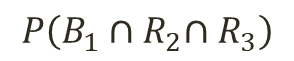 P(B₁ ∩ R₂∩ R₃)